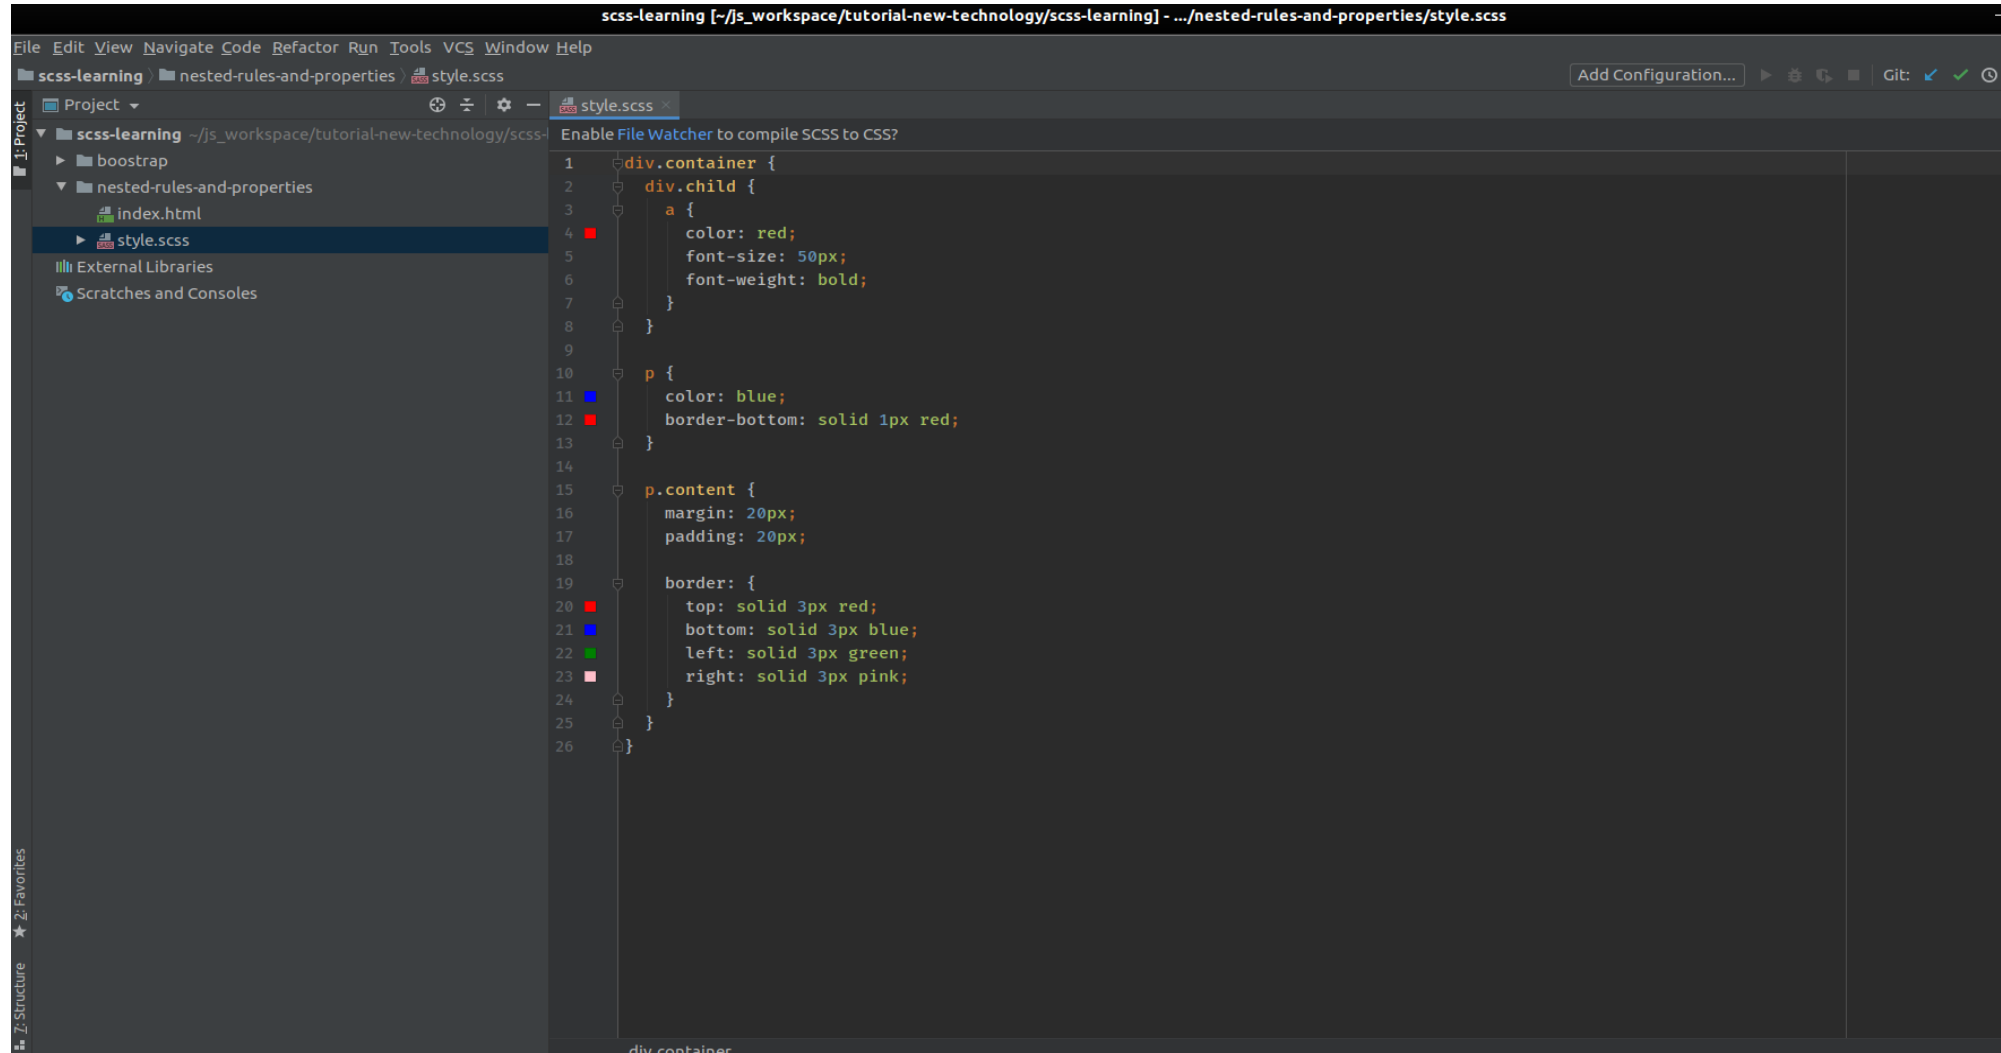 scss-learning [~/js_workspace/tutorial-new-technology/scss-learning] - .../nested-rules-and-properties/style.scss
File Edit View Navigate Code Refactor Run Tools VCS Window Help
scss-learning nested-rules-and-properties style.scss Add Configuration... Git:
1: Project
Project
scss-learning ~/js_workspace/tutorial-new-technology/scss-l
boostrap
nested-rules-and-properties
index.html
style.scss
External Libraries
Scratches and Consoles
2: Favorites
7: Structure
style.scss
Enable File Watcher to compile SCSS to CSS?
1 div.container {
2 div.child {
3 a {
4 color: red;
5 font-size: 50px;
6 font-weight: bold;
7 }
8 }
9
10 p {
11 color: blue;
12 border-bottom: solid 1px red;
13 }
14
15 p.content {
16 margin: 20px;
17 padding: 20px;
18
19 border: {
20 top: solid 3px red;
21 bottom: solid 3px blue;
22 left: solid 3px green;
23 right: solid 3px pink;
24 }
25 }
26 }
div.container